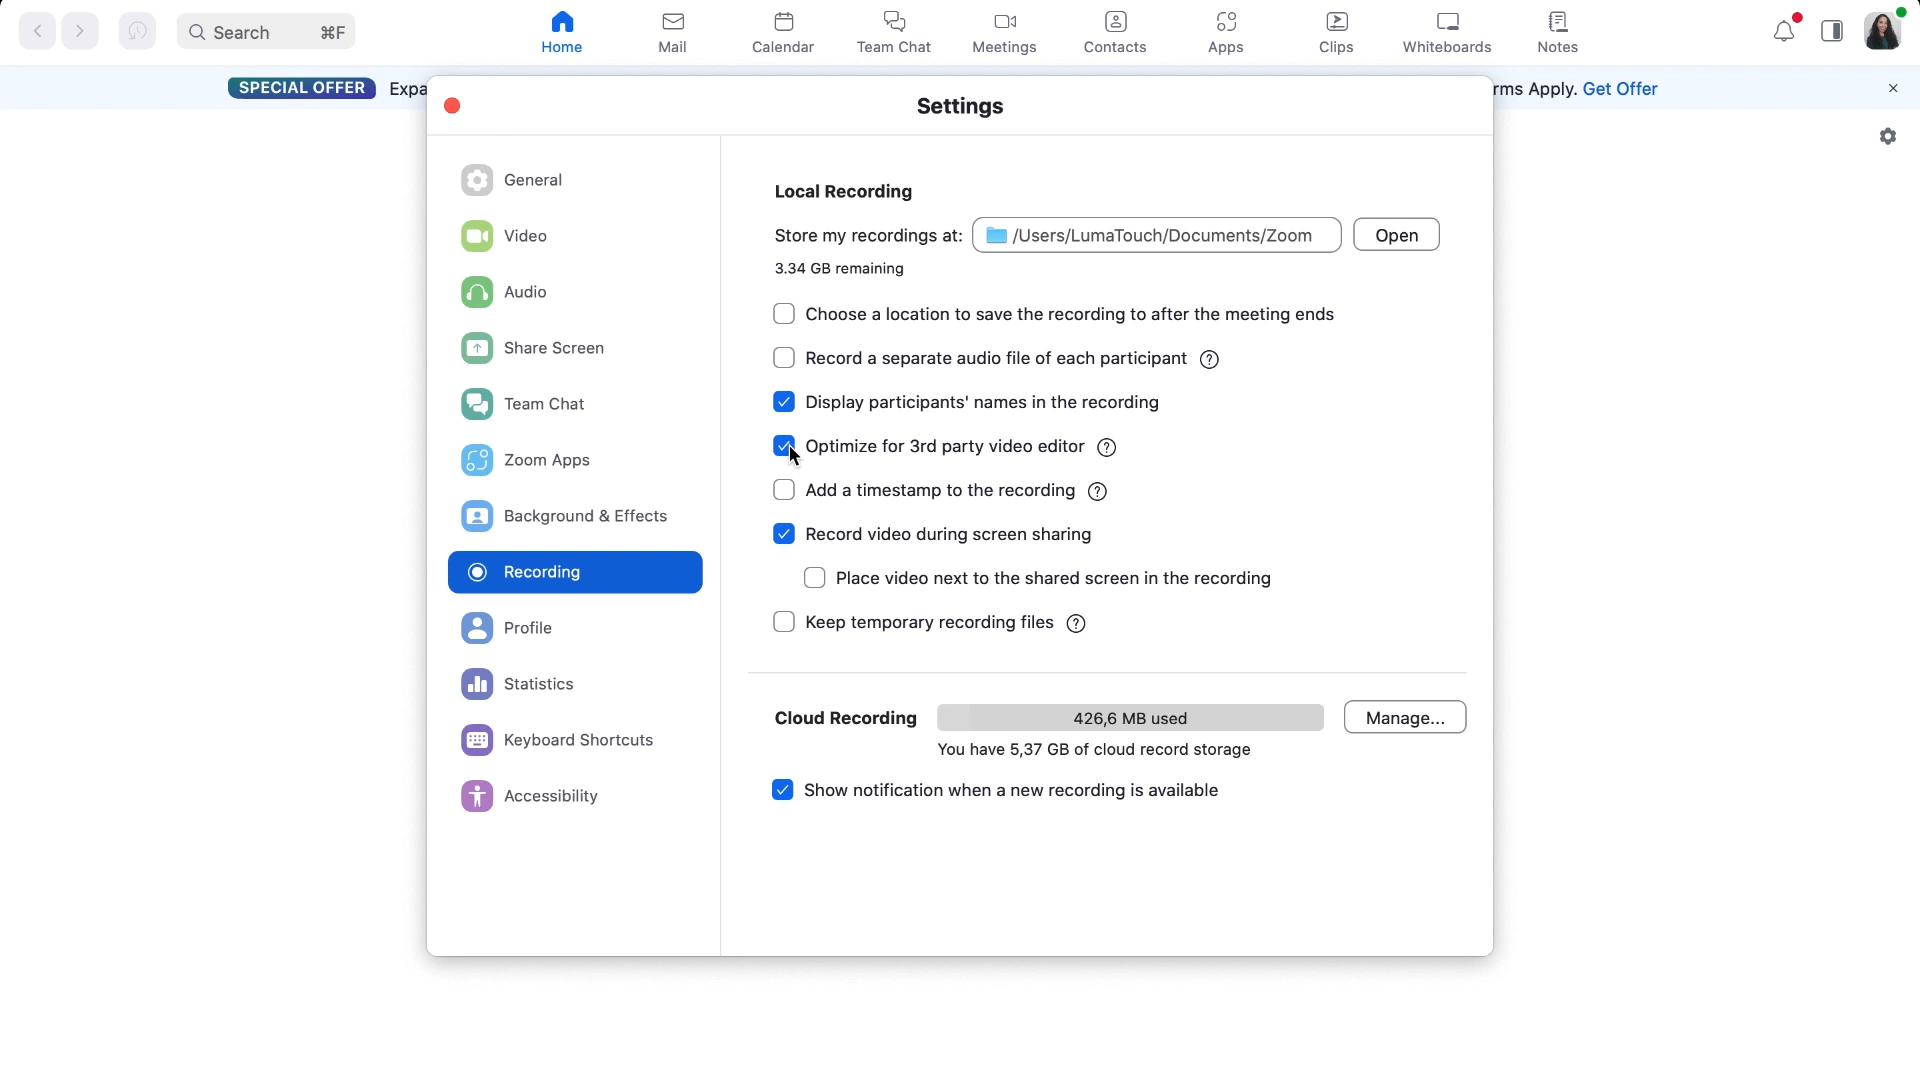 Search ⌘F
Home
Mail
Calendar
Team Chat
Meetings
Contacts
Apps
Clips
Whiteboards
Notes
SPECIAL OFFER Expa
rms Apply. Get Offer
Settings
General
Video
Audio
Share Screen
Team Chat
Zoom Apps
Background & Effects
Recording
Profile
Statistics
Keyboard Shortcuts
Accessibility
Local Recording
Store my recordings at: /Users/LumaTouch/Documents/Zoom Open
3.34 GB remaining
Choose a location to save the recording to after the meeting ends
Record a separate audio file of each participant ?
Display participants' names in the recording
Optimize for 3rd party video editor ?
Add a timestamp to the recording ?
Record video during screen sharing
Place video next to the shared screen in the recording
Keep temporary recording files ?
Cloud Recording 426,6 MB used Manage...
You have 5,37 GB of cloud record storage
Show notification when a new recording is available